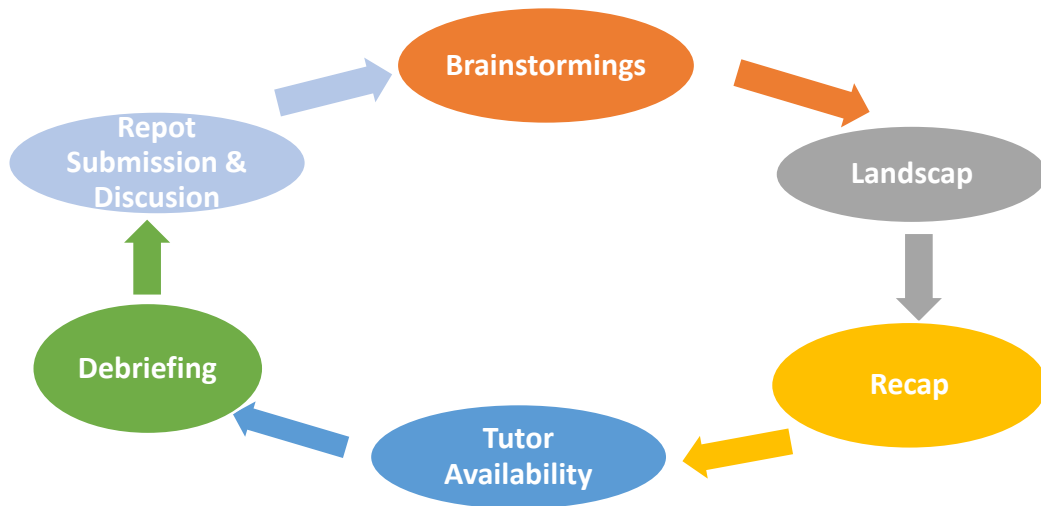 Brainstormings
Landscap
Recap
Tutor
Availability
Debriefing
Repot
Submission &
Discusion